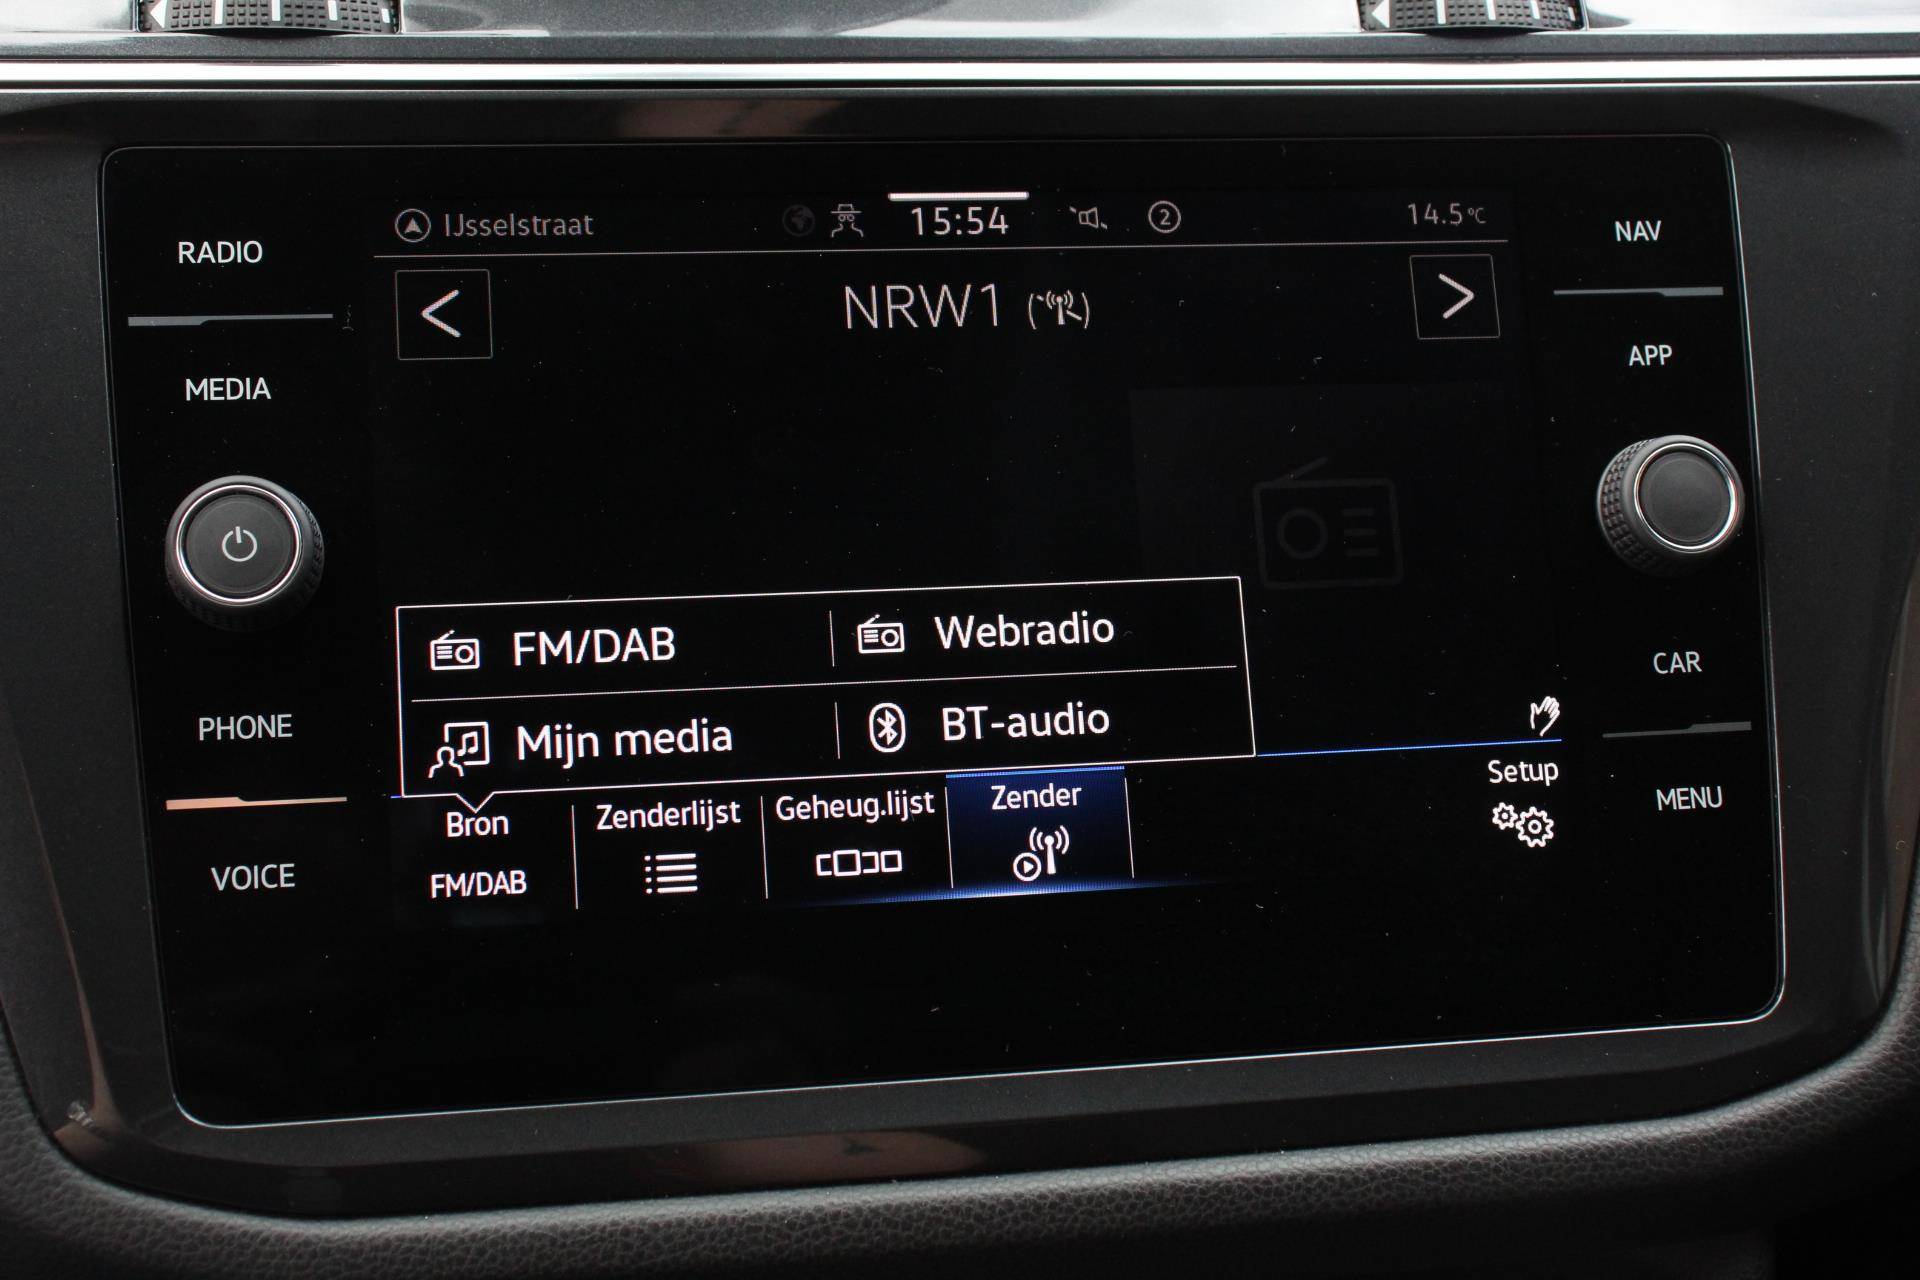 RADIO
MEDIA
PHONE
VOICE
IJsselstraat
15:54
2
14.5°C
<
NRW1
>
FM/DAB
Webradio
Mijn media
BT-audio
Bron
FM/DAB
Zenderlijst
Geheug.lijst
Zender
Setup
NAV
APP
CAR
MENU